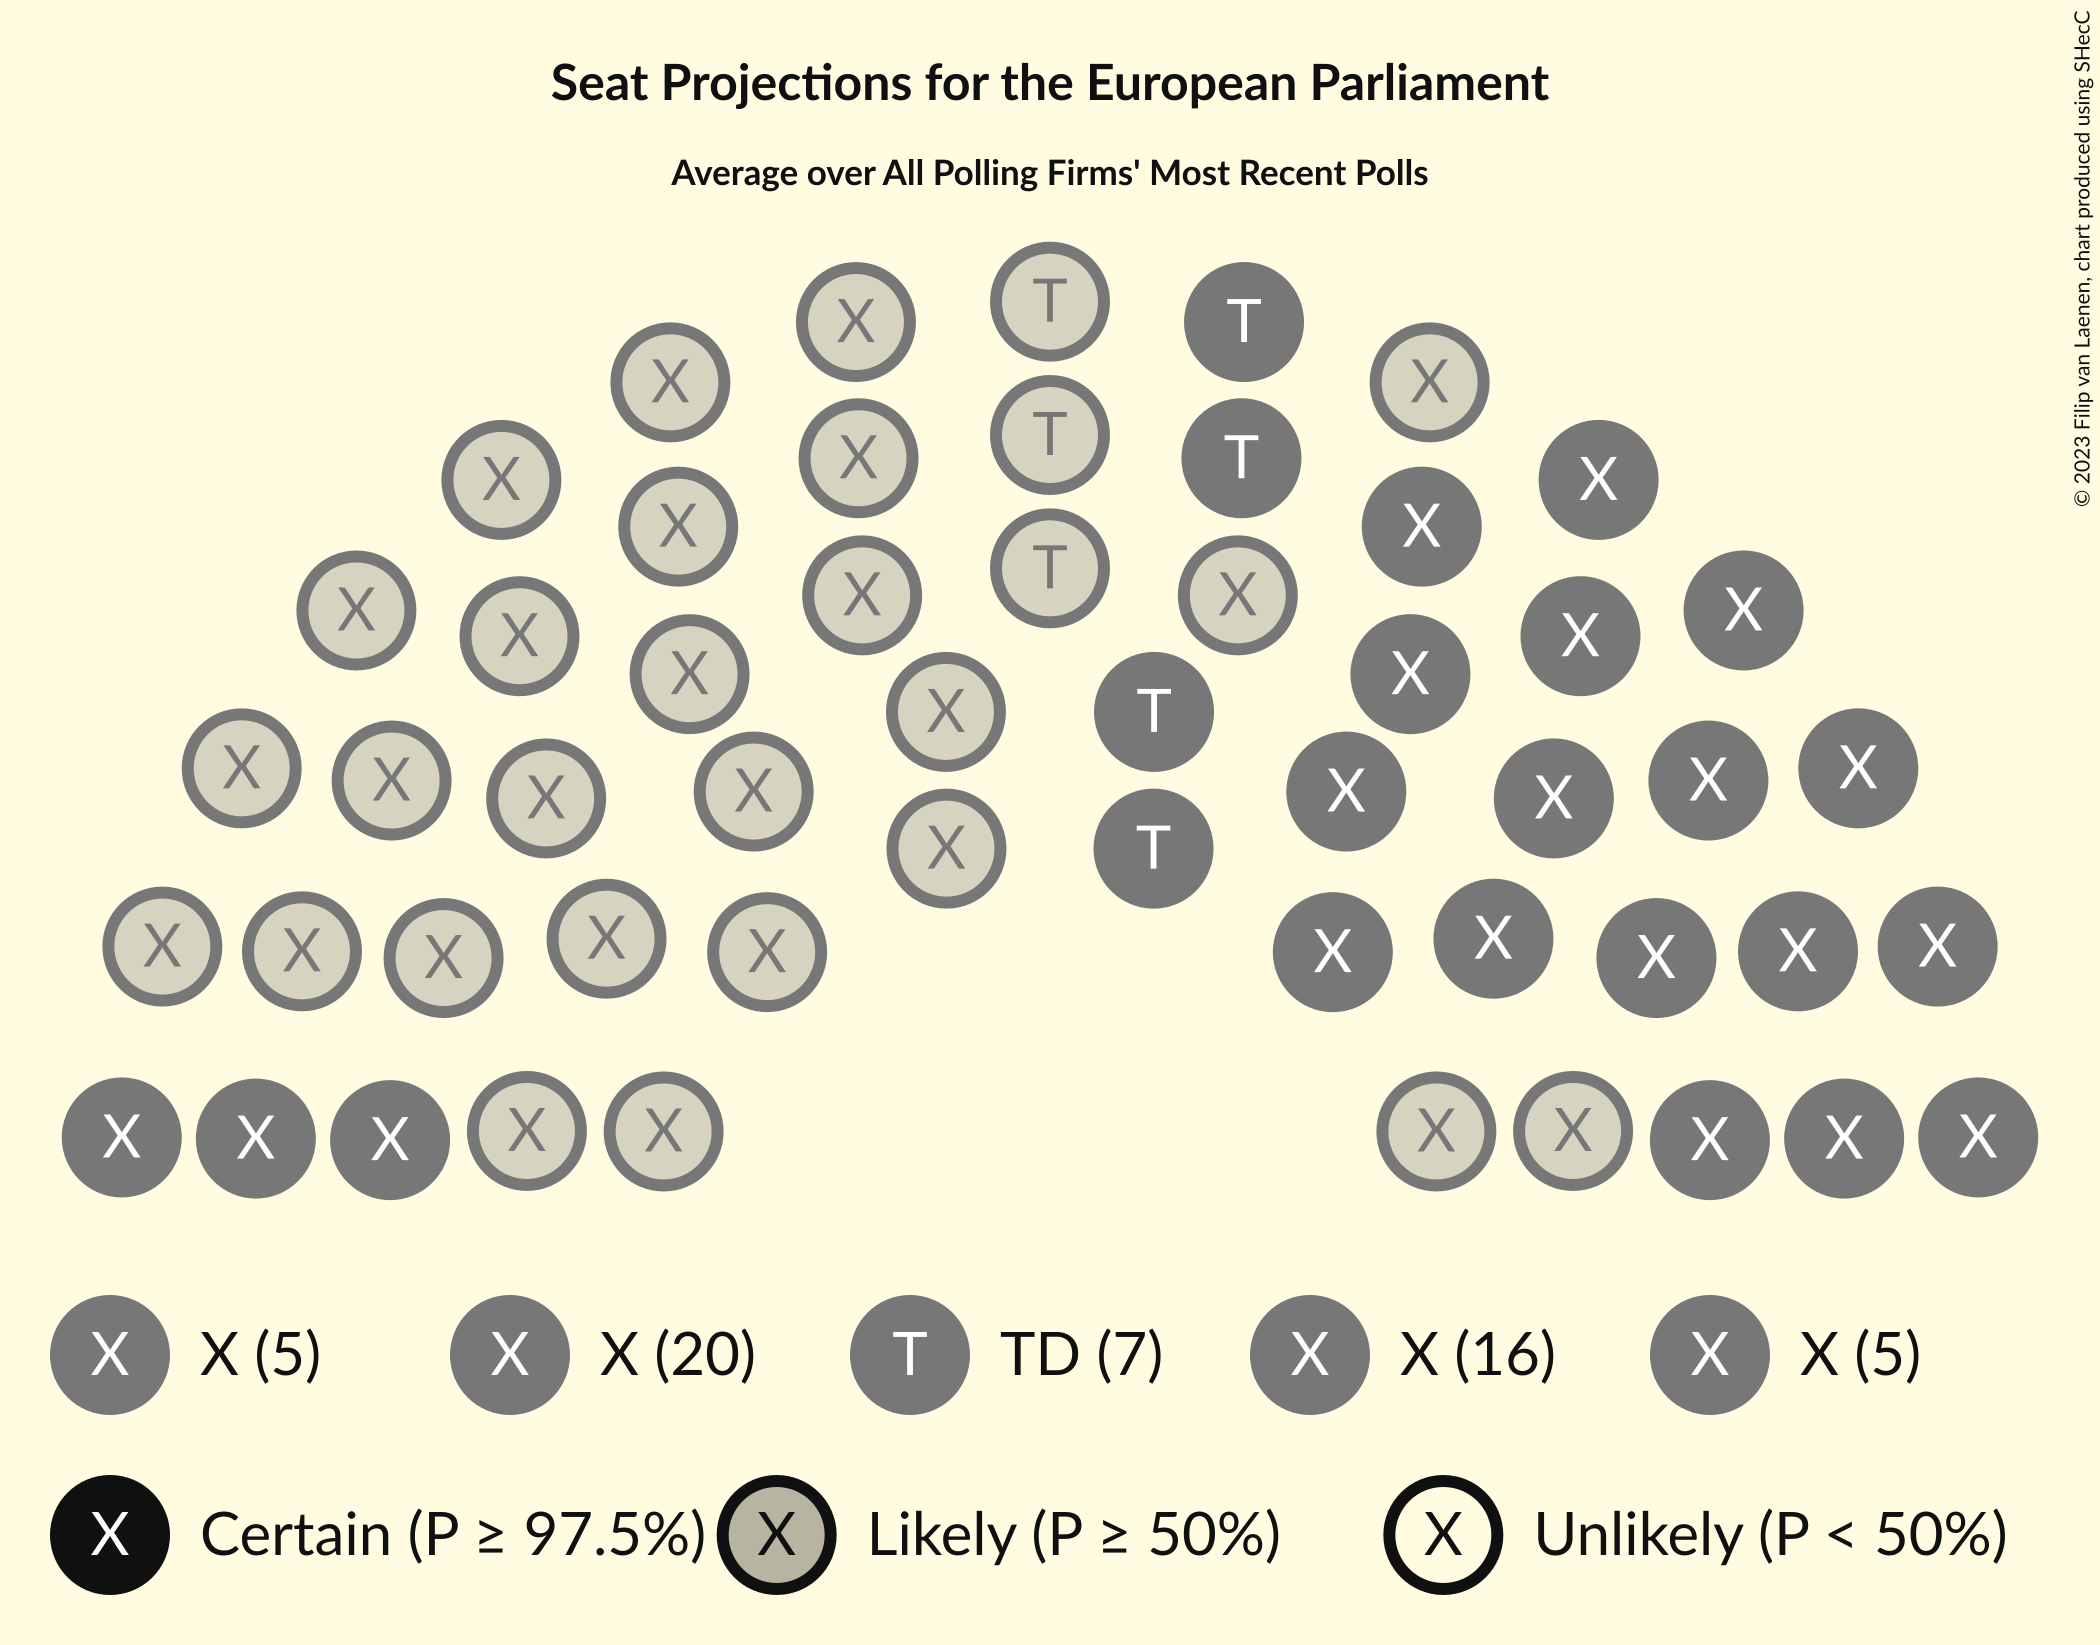 Seat Projections for the European Parliament
Average over All Polling Firms' Most Recent Polls
© 2023 Filip van Laenen, chart produced using SHecC
T
X T
X X
T
X T
X X
X X
T
X X
X X
X X
X X
X T
X X
X X X X
X X X X
X T
X X
X X X X X X
X X X X
X X X X X X X X X X
X X (5) X X (20) T TD (7) X X (16) X X (5)
X Certain (P ≥ 97.5%) X Likely (P ≥ 50%) X Unlikely (P < 50%)